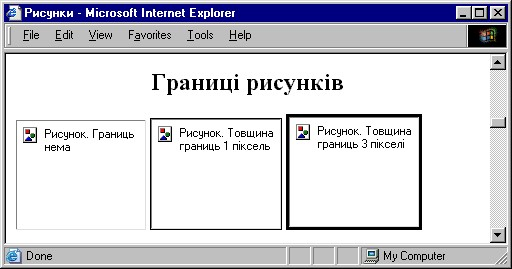 Рисунки - Microsoft Internet Explorer
File Edit View Favorites Tools Help
Границі рисунків
Рисунок. Границь
нема
Рисунок. Товщина
границь 1 піксель
Рисунок. Товщина
границь 3 пікселі
Done
My Computer